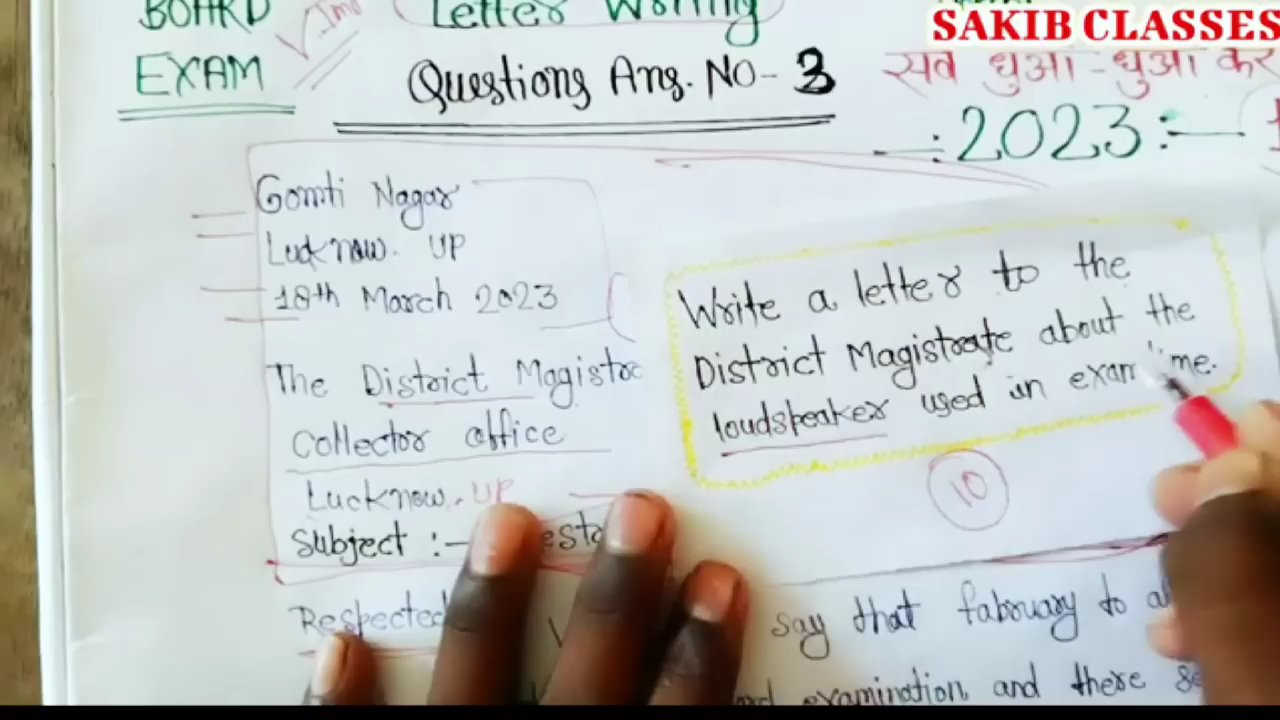 BOARD
EXAM
Imp
Letter Writing
Questions Ans. NO- 3
SAKIB CLASSES
सब धुआं-धुआं कर
-:2023:-
Gomti Nagar
Lucknow. UP
18th March 2023
The District Magistra
Collector office
Lucknow. UP
Subject :-
Write a letter to the
District Magistrate about the
loudspeaker used in exam
10
Respected
say that fabruary to
examination and there